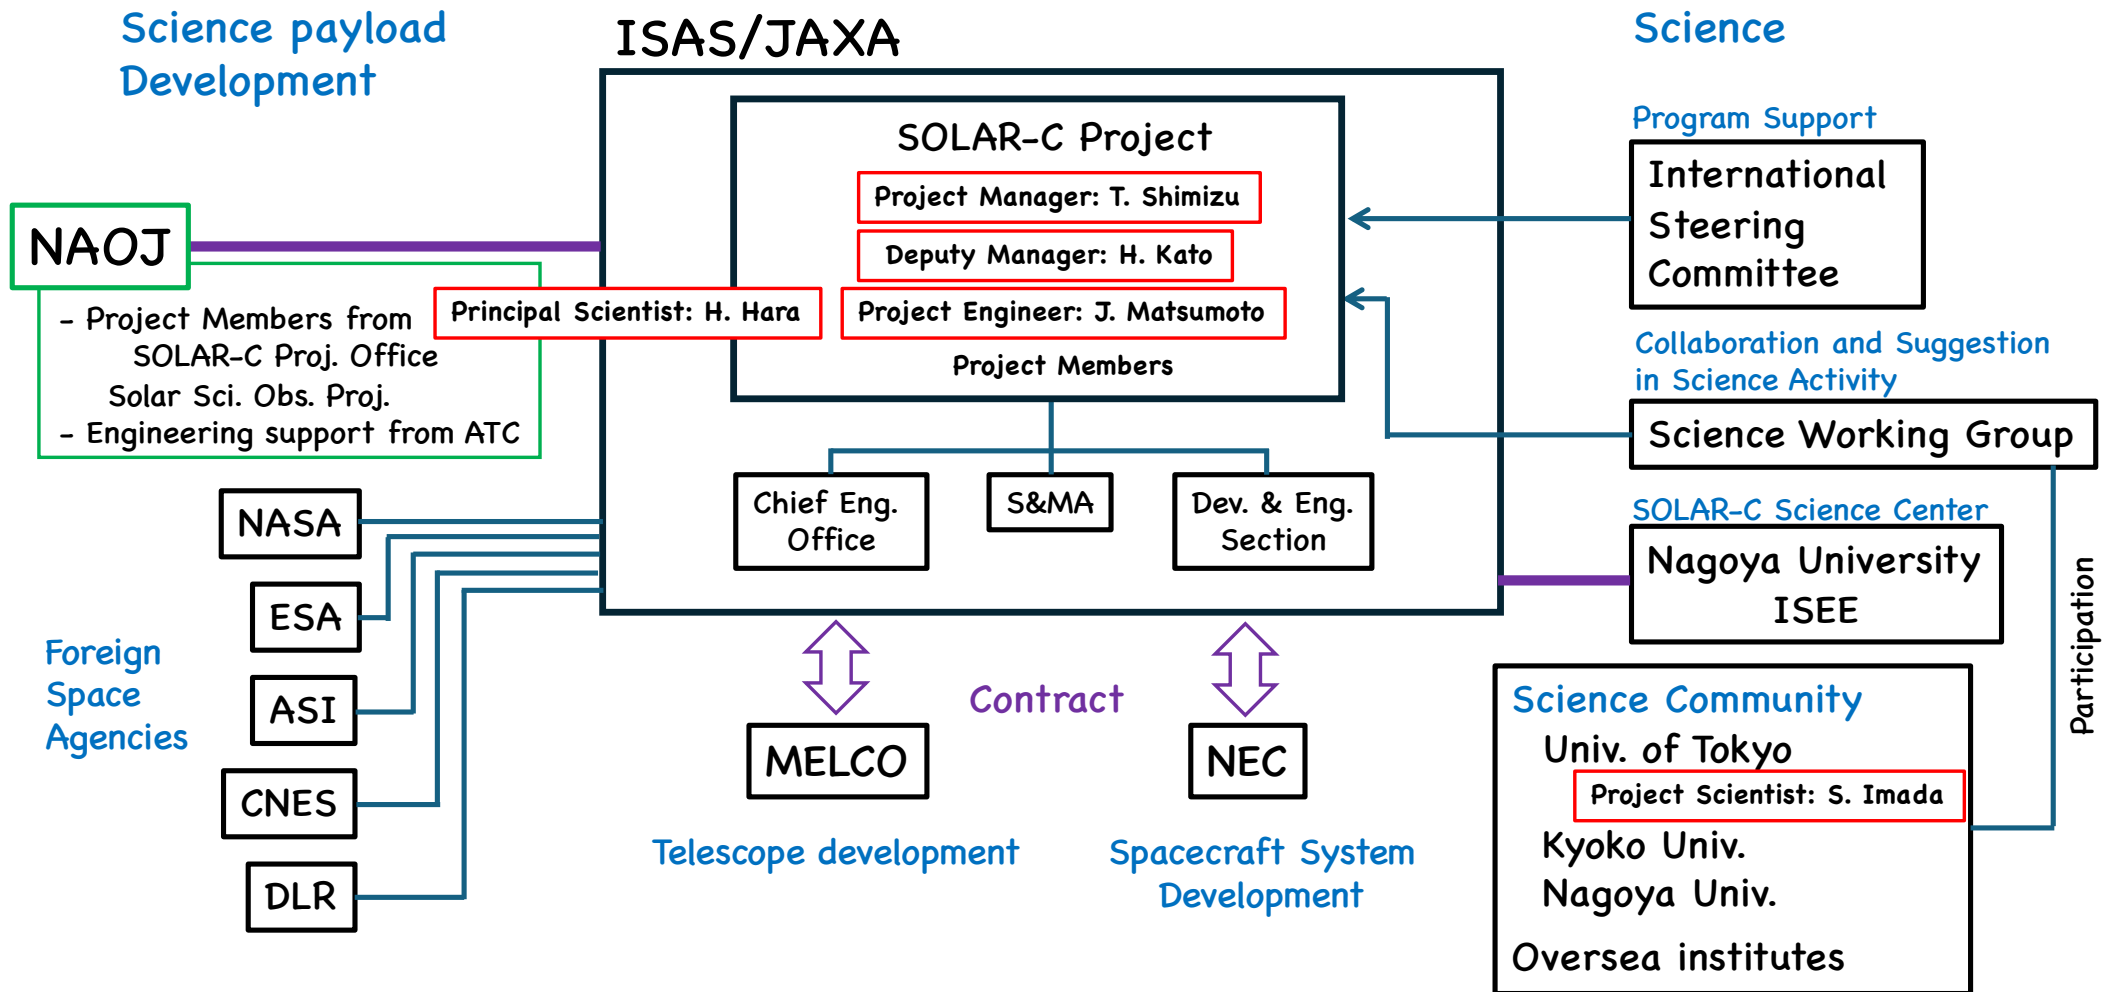 Science payload
Development
ISAS/JAXA
Science
SOLAR-C Project
Project Manager: T. Shimizu
Deputy Manager: H. Kato
Principal Scientist: H. Hara
Project Engineer: J. Matsumoto
Project Members
NAOJ
- Project Members from
SOLAR-C Proj. Office
Solar Sci. Obs. Proj.
- Engineering support from ATC
Chief Eng.
Office
S&MA
Dev. & Eng.
Section
Program Support
International
Steering
Committee
Collaboration and Suggestion
in Science Activity
Science Working Group
SOLAR-C Science Center
Nagoya University
ISEE
Participation
Foreign
Space
Agencies
NASA
ESA
ASI
CNES
DLR
Contract
MELCO
NEC
Telescope development
Spacecraft System
Development
Science Community
Univ. of Tokyo
Project Scientist: S. Imada
Kyoko Univ.
Nagoya Univ.
Oversea institutes